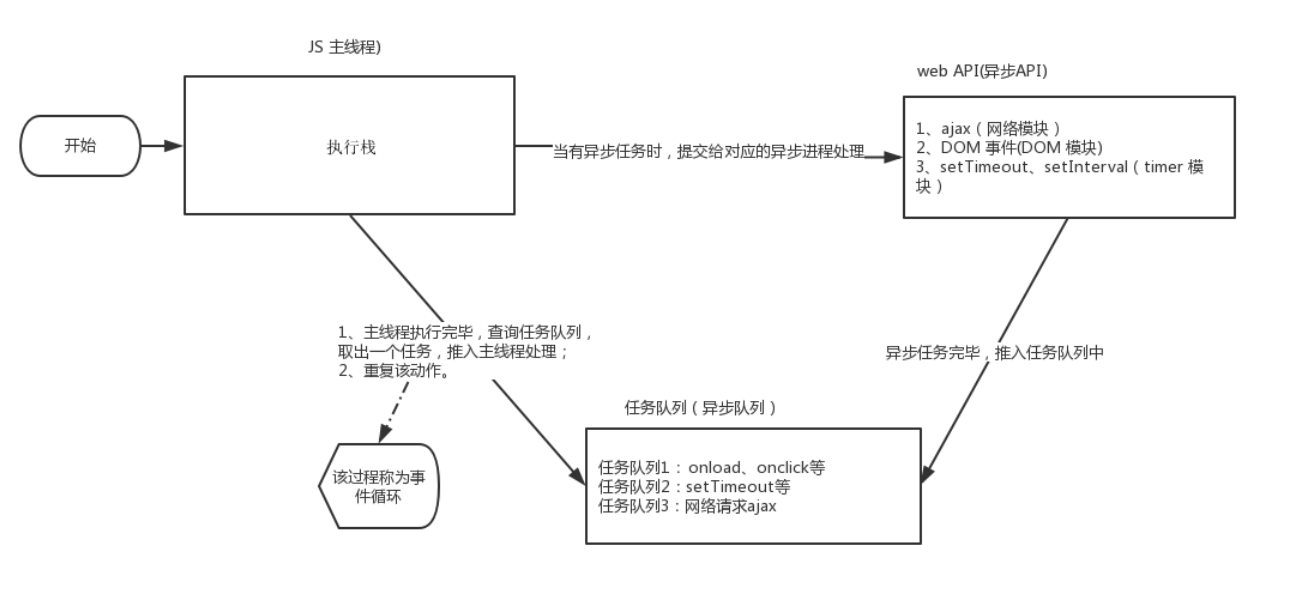 JS 主线程)
web API(异步API)
开始
执行栈
当有异步任务时，提交给对应的异步进程处理
1、ajax（网络模块）
2、DOM 事件(DOM 模块)
3、setTimeout、setInterval（timer 模
块）
1、主线程执行完毕，查询任务队列，
取出一个任务，推入主线程处理；
2、重复该动作。
异步任务完毕，推入任务队列中
任务队列（异步队列）
该过程称为事
件循环
任务队列1：onload、onclick等
任务队列2：setTimeout等
任务队列3：网络请求ajax